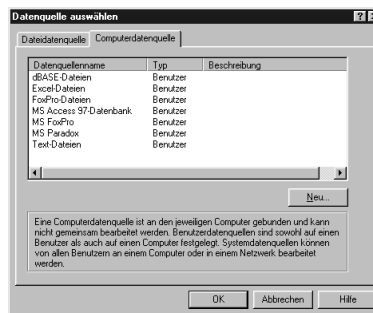 Datenquelle auswählen
Dateidatenquelle Computerdatenquelle
Datenquellenname Typ Beschreibung
dBASE-Dateien Benutzer
Excel-Dateien Benutzer
FoxPro-Dateien Benutzer
MS Access 97-Datenbank Benutzer
MS FoxPro Benutzer
MS Paradox Benutzer
Text-Dateien Benutzer
Neu...
Eine Computerdatenquelle ist an den jeweiligen Computer gebunden und kann
nicht gemeinsam bearbeitet werden. Benutzerdatenquellen sind sowohl auf einen
Benutzer als auch auf einen Computer festgelegt. Systemdatenquellen können
von allen Benutzern an einem Computer oder in einem Netzwerk bearbeitet
werden.
OK Abbrechen Hilfe